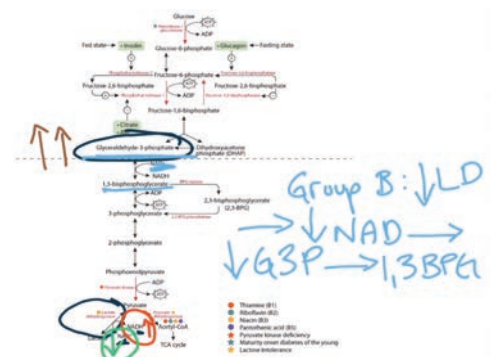 Glucose
ATP
ADP
Fed state
+ Insulin
Glucose-6-phosphate
+ Glucagon
Fasting state
Fructose-6-phosphate
Fructose-2,6-bisphosphate
Fructose-2,6-bisphosphate
ATP
ADP
Fructose-1,6-bisphosphate
+ Citrate
Glyceraldehyde-3-phosphate
Dihydroxyacetone
phosphate (DHAP)
NADH
1,3-bisphosphoglycerate
ADP
ATP
2,3-bisphosphoglycerate
(2,3-BPG)
3-phosphoglycerate
2-phosphoglycerate
Phosphoenolpyruvate
ADP
ATP
Pyruvate
NADH
Acetyl-CoA
TCA cycle
Group B: ↓LD
→ ↓NAD →
↓G3P → 1,3BPG
Thiamine (B1)
Riboflavin (B2)
Niacin (B3)
Pantothenic acid (B5)
Pyruvate kinase deficiency
Maturity onset diabetes of the young
Lactose Intolerance